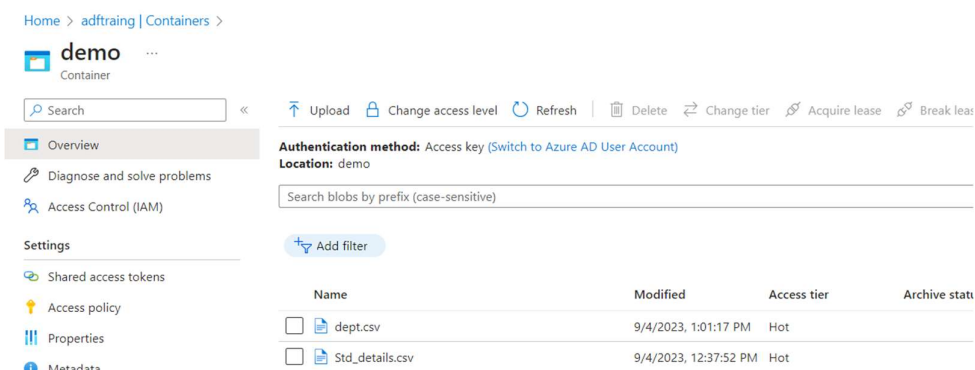 Home > adftraing | Containers >
demo ...
Container
Search
«
Upload Change access level Refresh Delete Change tier Acquire lease Break leas
Overview
Diagnose and solve problems
Access Control (IAM)
Settings
Shared access tokens
Access policy
Properties
Metadata
Authentication method: Access key (Switch to Azure AD User Account)
Location: demo
Search blobs by prefix (case-sensitive)
Add filter
Name Modified Access tier Archive statu
dept.csv 9/4/2023, 1:01:17 PM Hot
Std_details.csv 9/4/2023, 12:37:52 PM Hot